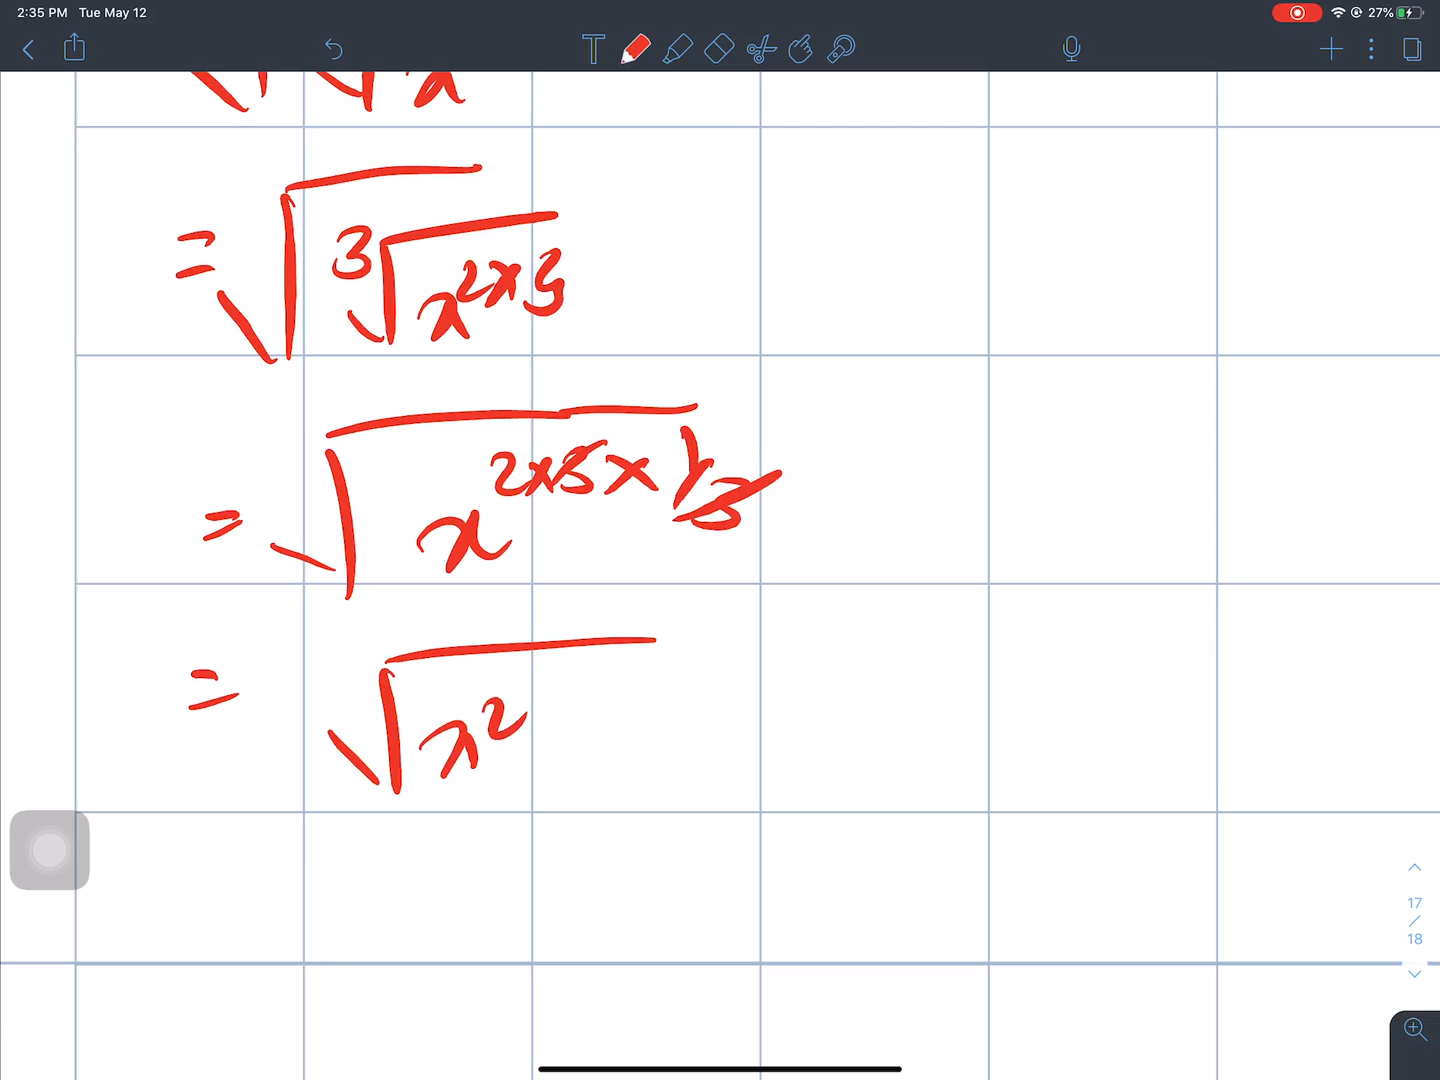 2:35 PM Tue May 12 27%
T
x
= √ ∛ x^2×3
= √ x^2×3×1/3
= √ x^2
17
/
18